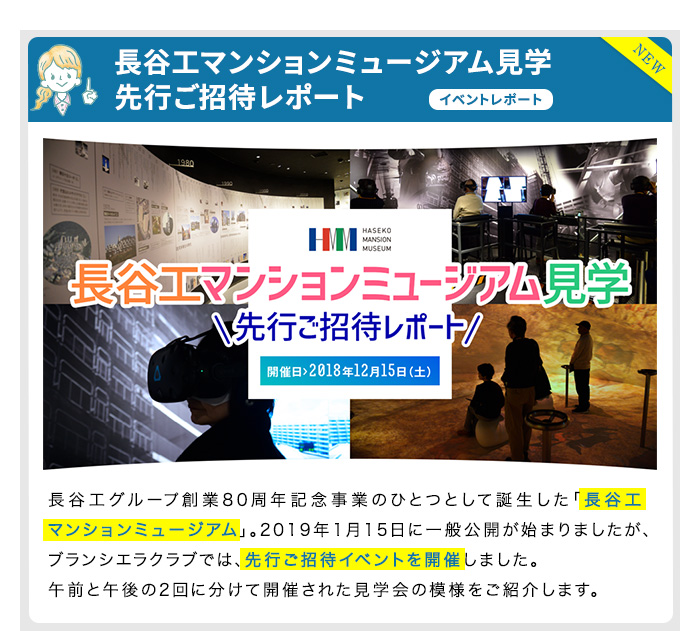 長谷工マンションミュージアム見学
先行ご招待レポート
イベントレポート
NEW
1980
HASEKO
MANSION
MUSEUM
長谷工マンションミュージアム見学
\先行ご招待レポート/
開催日>2018年12月15日(土)
長谷工グループ創業80周年記念事業のひとつとして誕生した「長谷工
マンションミュージアム」。2019年1月15日に一般公開が始まりましたが、
ブランシエラクラブでは、先行ご招待イベントを開催しました。
午前と午後の2回に分けて開催された見学会の模様をご紹介します。